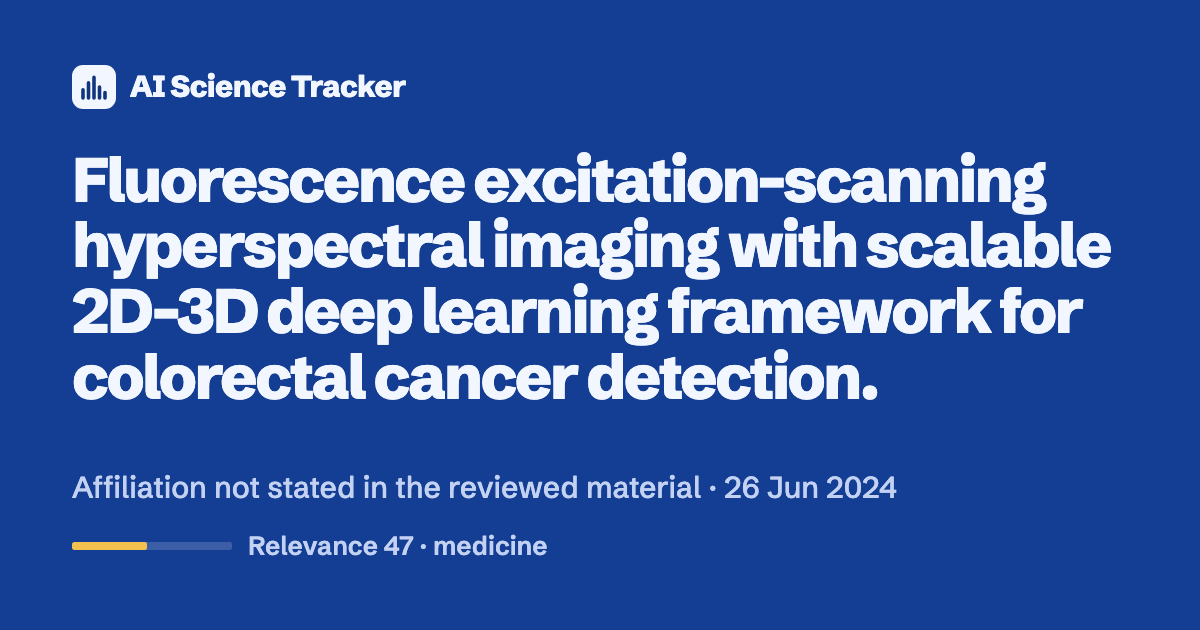 AI Science Tracker
Fluorescence excitation-scanning
hyperspectral imaging with scalable
2D-3D deep learning framework for
colorectal cancer detection.
Affiliation not stated in the reviewed material · 26 Jun 2024
Relevance 47 · medicine